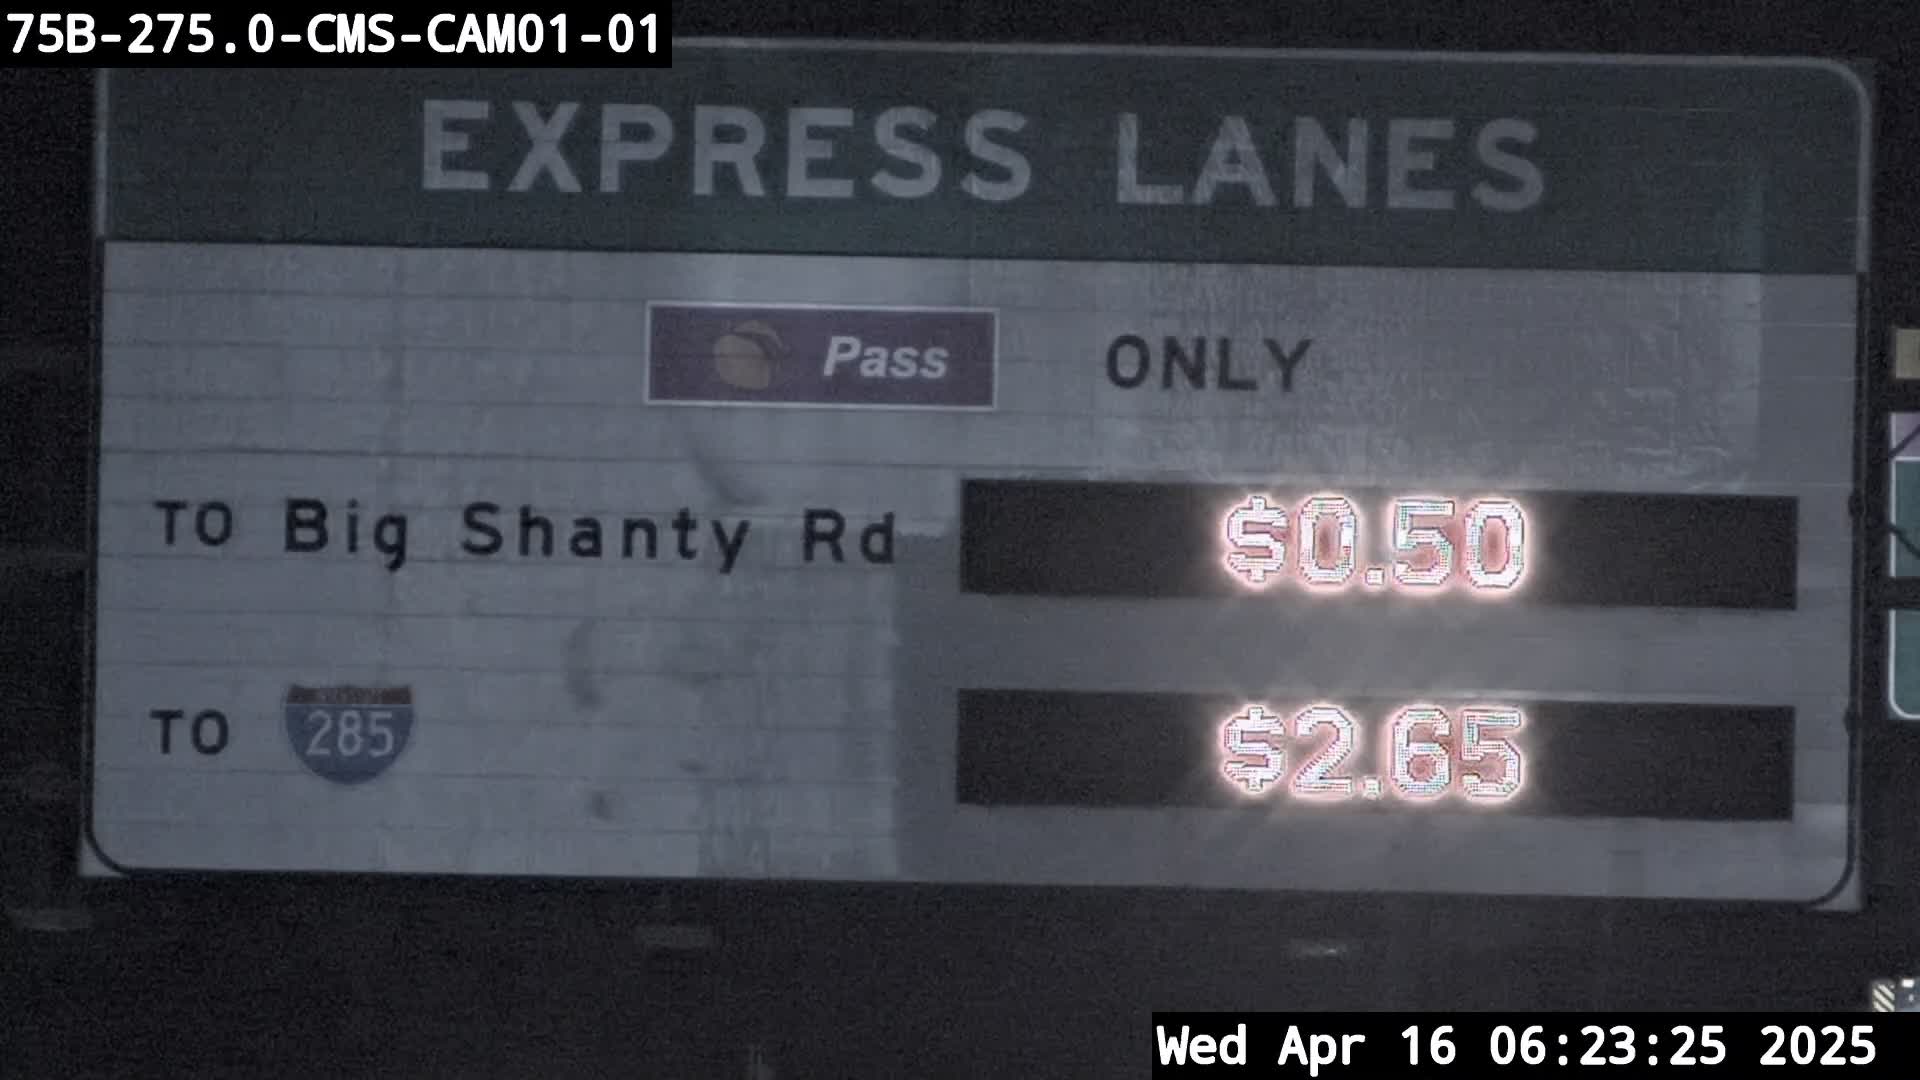 75B-275.0-CMS-CAM01-01
EXPRESS LANES
Pass ONLY
TO Big Shanty Rd $0.50
TO 285 $2.65
Wed Apr 16 06:23:25 2025